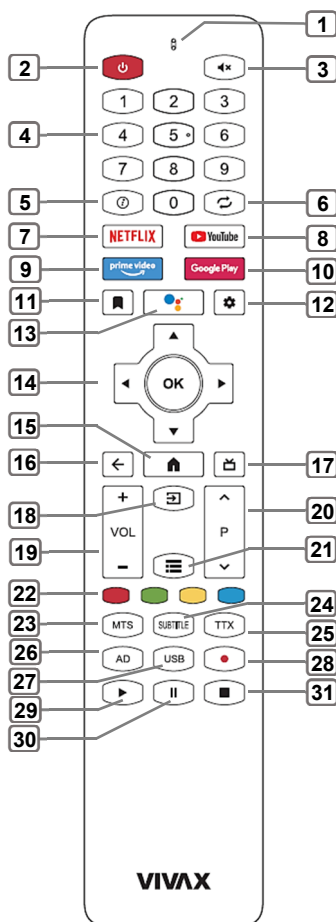 1
2
3
1 2 3
4 4 5 6
7 8 9
5 0 6
7 NETFLIX YouTube 8
9 prime video Google Play 10
11 12
13
14 OK
15
16 17
+
18 20
VOL P
19 21
−
22
24
23 MTS SUBTITLE TTX 25
26 AD USB 28
27
29 31
30
VIVAX